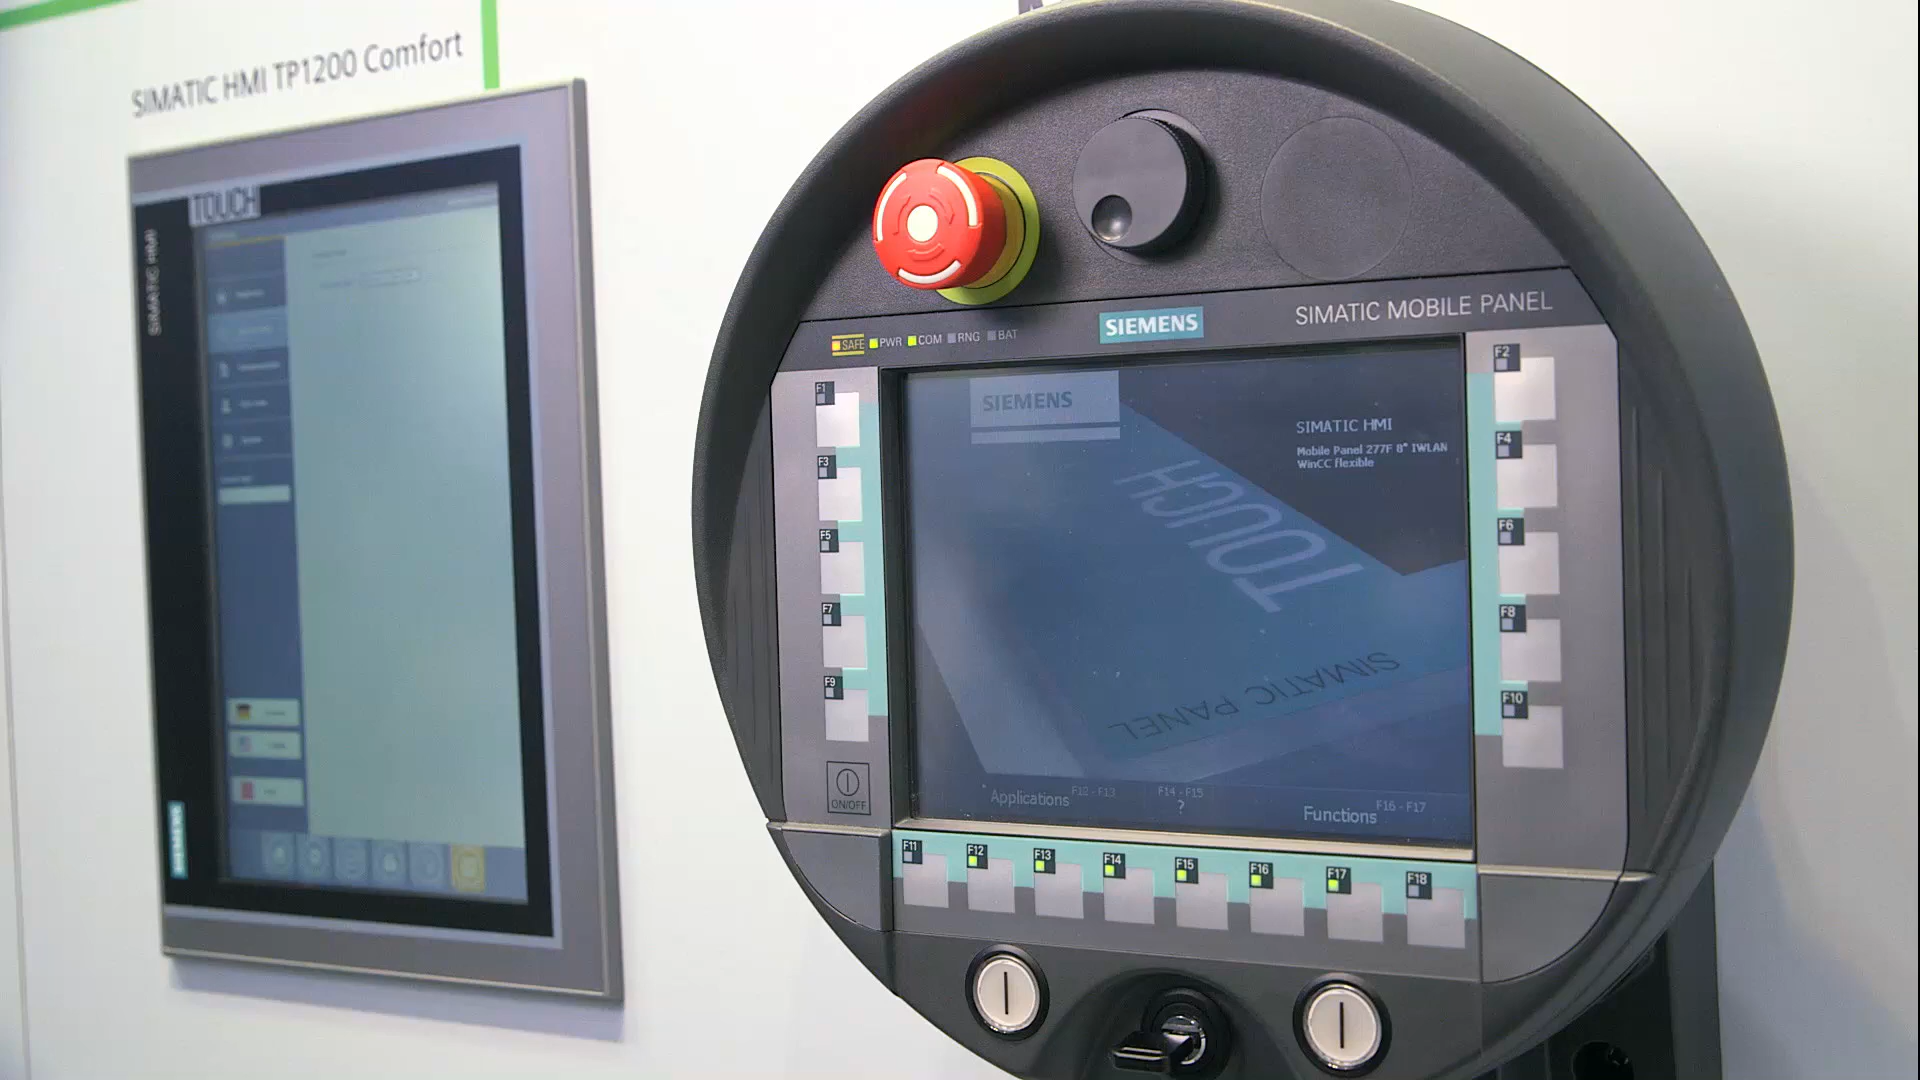 SIMATIC HMI TP1200 Comfort
TOUCH
SIMATIC HMI
SIEMENS
SIEMENS
SIMATIC MOBILE PANEL
SAFE PWR COM RNG BAT
F1
F3
F5
F7
F9
ON/OFF
F2
F4
F6
F8
F10
SIEMENS
SIMATIC HMI
Mobile Panel 277F 8" IWLAN
WinCC flexible
TOUCH
SIMATIC PANEL
Applications F12 - F13
F14 - F15
?
Functions F16 - F17
F11 F12 F13 F14 F15 F16 F17 F18